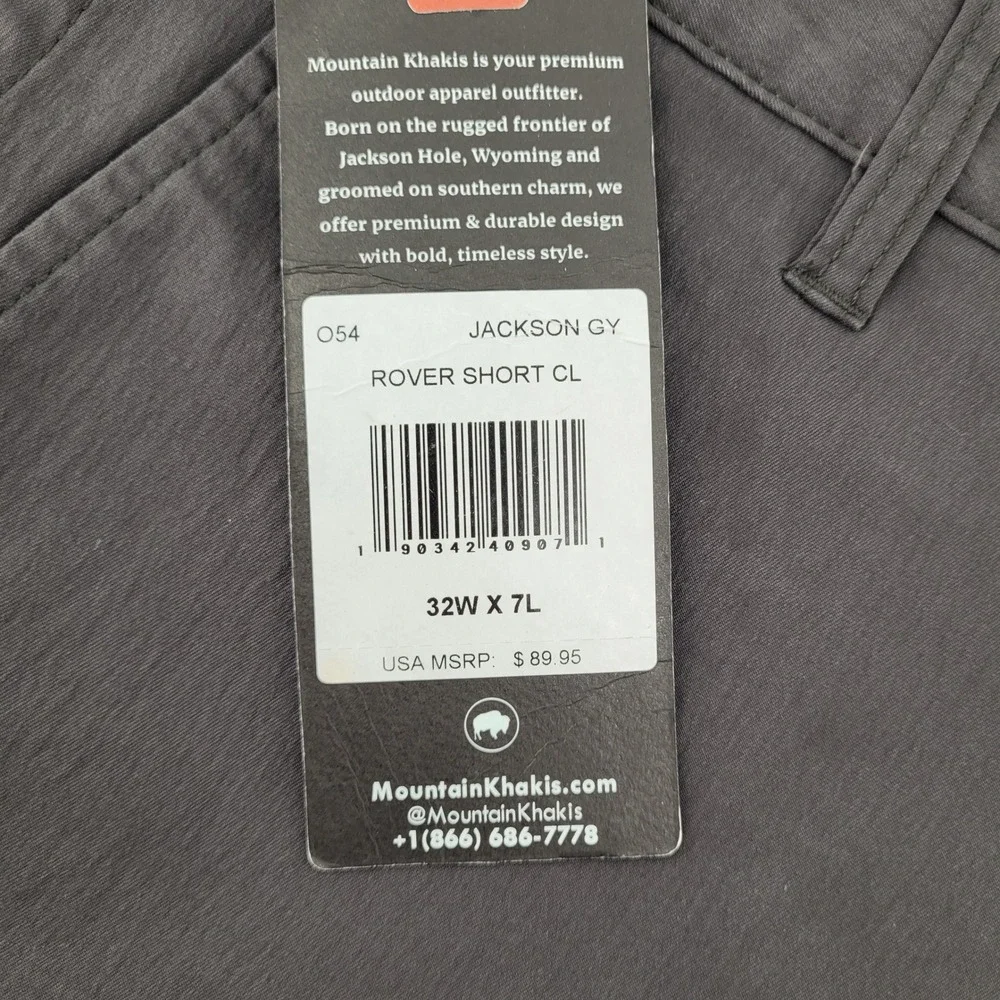 Mountain Khakis is your premium
outdoor apparel outfitter.
Born on the rugged frontier of
Jackson Hole, Wyoming and
groomed on southern charm, we
offer premium & durable design
with bold, timeless style.
O54 JACKSON GY
ROVER SHORT CL
1 90342 40907 1
32W X 7L
USA MSRP: $ 89.95
MountainKhakis.com
@MountainKhakis
+1(866) 686-7778